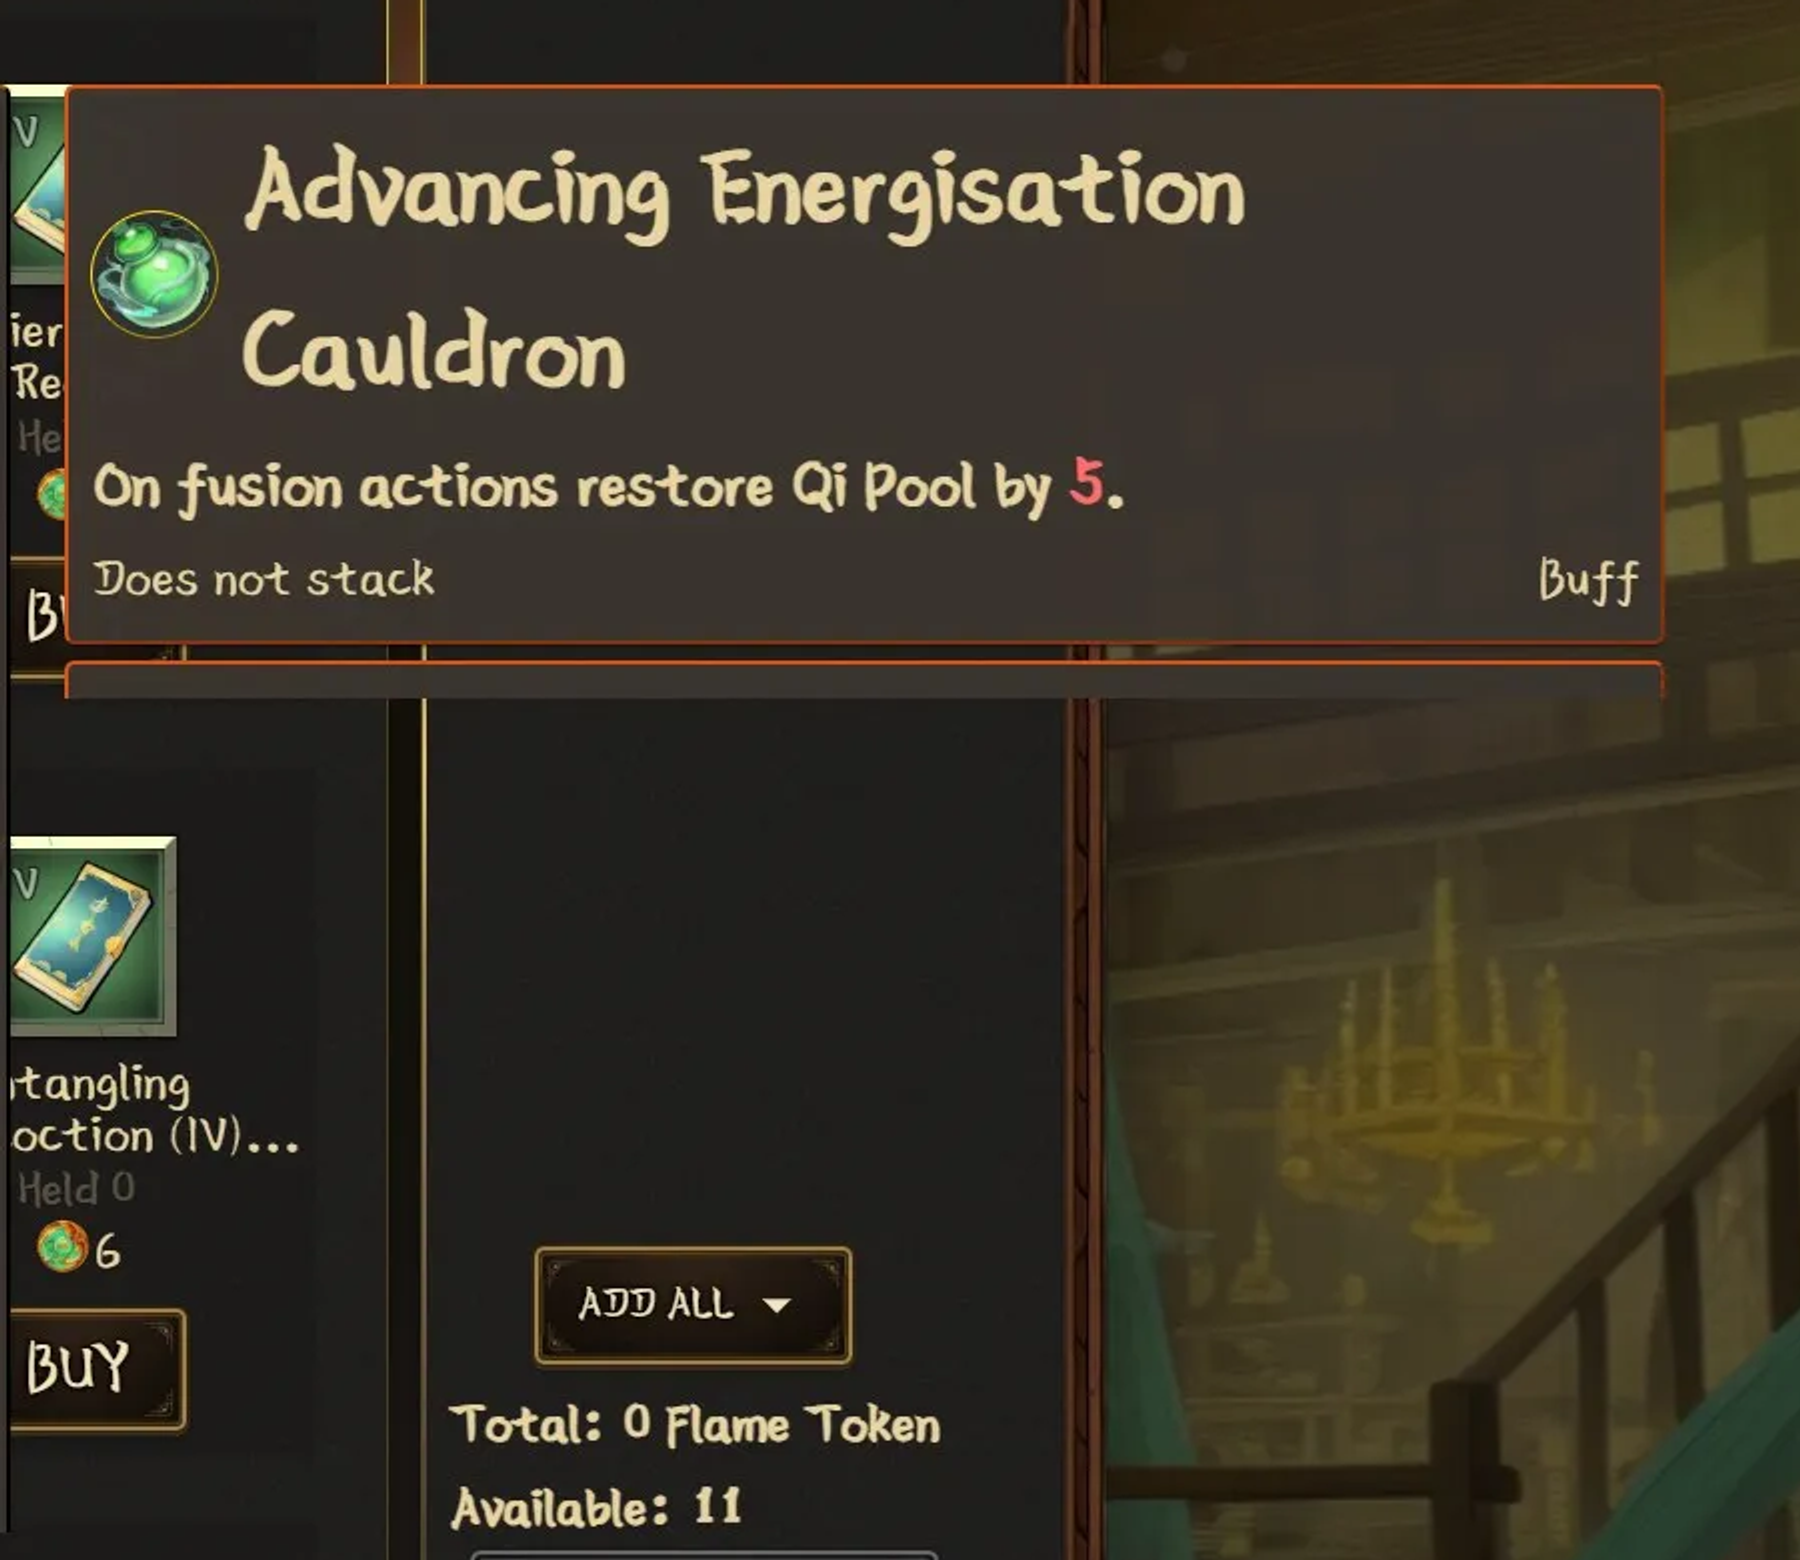 V
Advancing Energisation
Cauldron
On fusion actions restore Qi Pool by 5.
Does not stack
Buff
V
(IV)...
Held 0
6
BUY
ADD ALL
Total: 0 Flame Token
Available: 11